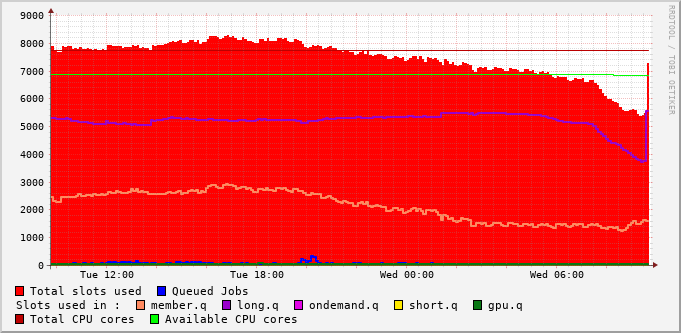 9000
8000
7000
6000
5000
4000
3000
2000
1000
0
Tue 12:00 Tue 18:00 Wed 00:00 Wed 06:00
RRDTOOL / TOBI OETIKER
Total slots used Queued Jobs
Slots used in : member.q long.q ondemand.q short.q gpu.q
Total CPU cores Available CPU cores